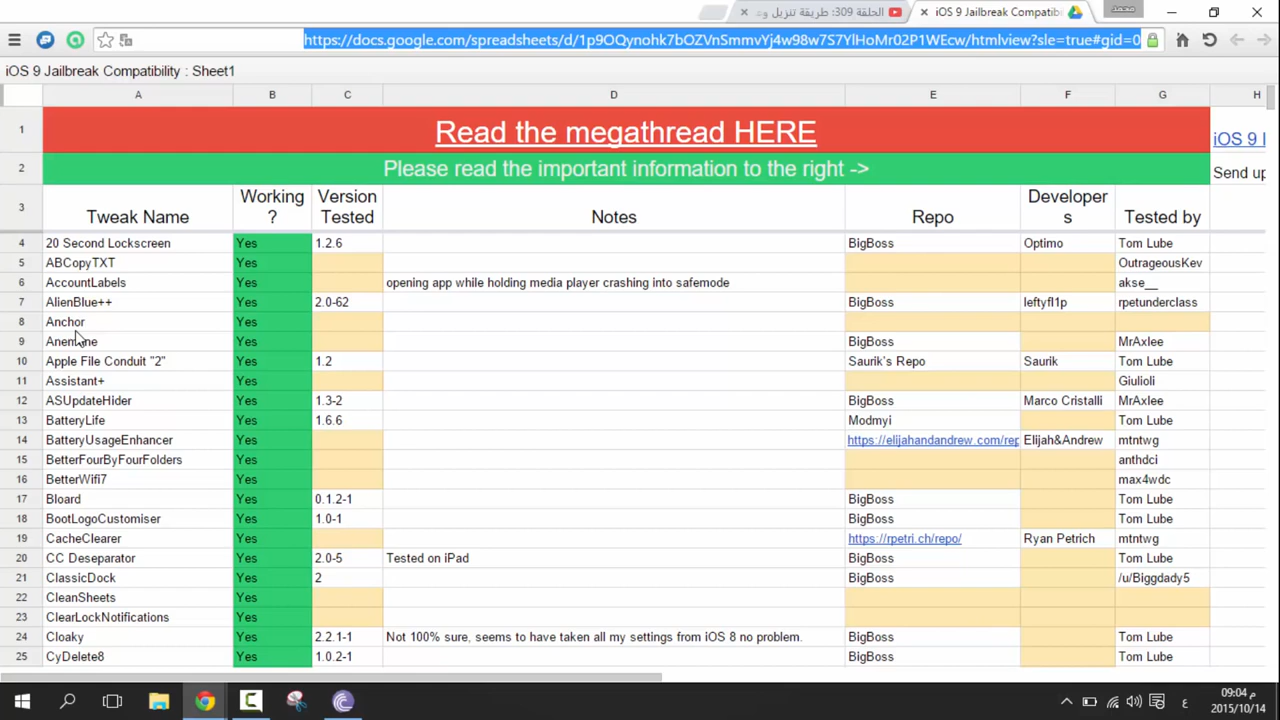 الحلقة 309: طريقة تنزيل وت
iOS 9 Jailbreak Compatibi
محمد
https://docs.google.com/spreadsheets/d/1p9OQynohk7bOZVnSmmvYj4w98w7S7YlHoMr02P1WEcw/htmlview?sle=true#gid=0
iOS 9 Jailbreak Compatibility : Sheet1
A B C D E F G H
1 Read the megathread HERE iOS 9 J
2 Please read the important information to the right -> Send up
3 Tweak Name Working ? Version Tested Notes Repo Developers Tested by
4 20 Second Lockscreen Yes 1.2.6 BigBoss Optimo Tom Lube
5 ABCopyTXT Yes OutrageousKev
6 AccountLabels Yes opening app while holding media player crashing into safemode akse__
7 AlienBlue++ Yes 2.0-62 BigBoss leftyfl1p rpetunderclass
8 Anchor Yes
9 Anemone Yes BigBoss MrAxlee
10 Apple File Conduit "2" Yes 1.2 Saurik's Repo Saurik Tom Lube
11 Assistant+ Yes Giulioli
12 ASUpdateHider Yes 1.3-2 BigBoss Marco Cristalli MrAxlee
13 BatteryLife Yes 1.6.6 Modmyi Tom Lube
14 BatteryUsageEnhancer Yes https://elijahandandrew.com/rep Elijah&Andrew mtntwg
15 BetterFourByFourFolders Yes anthdci
16 BetterWifi7 Yes max4wdc
17 Bloard Yes 0.1.2-1 BigBoss Tom Lube
18 BootLogoCustomiser Yes 1.0-1 BigBoss Tom Lube
19 CacheClearer Yes https://rpetri.ch/repo/ Ryan Petrich mtntwg
20 CC Deseparator Yes 2.0-5 Tested on iPad BigBoss Tom Lube
21 ClassicDock Yes 2 BigBoss /u/Biggdady5
22 CleanSheets Yes
23 ClearLockNotifications Yes
24 Cloaky Yes 2.2.1-1 Not 100% sure, seems to have taken all my settings from iOS 8 no problem. BigBoss Tom Lube
25 CyDelete8 Yes 1.0.2-1 BigBoss Tom Lube
ع
09:04 م
2015/10/14